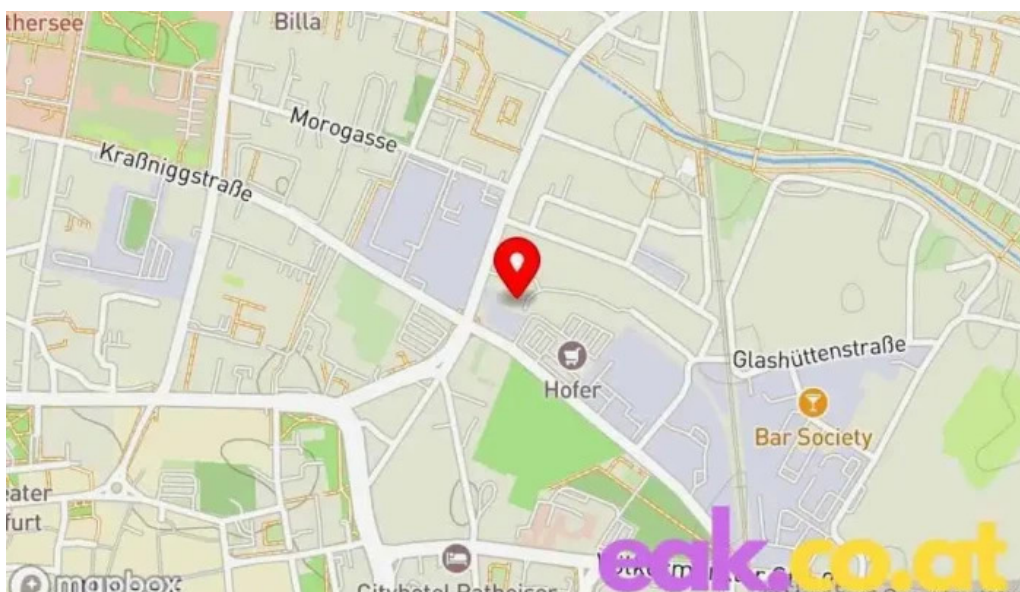 thersee
Billa
Morogasse
Kraßniggstraße
Glashüttenstraße
Hofer
Bar Society
eater
furt
mapbox
eak.co.at